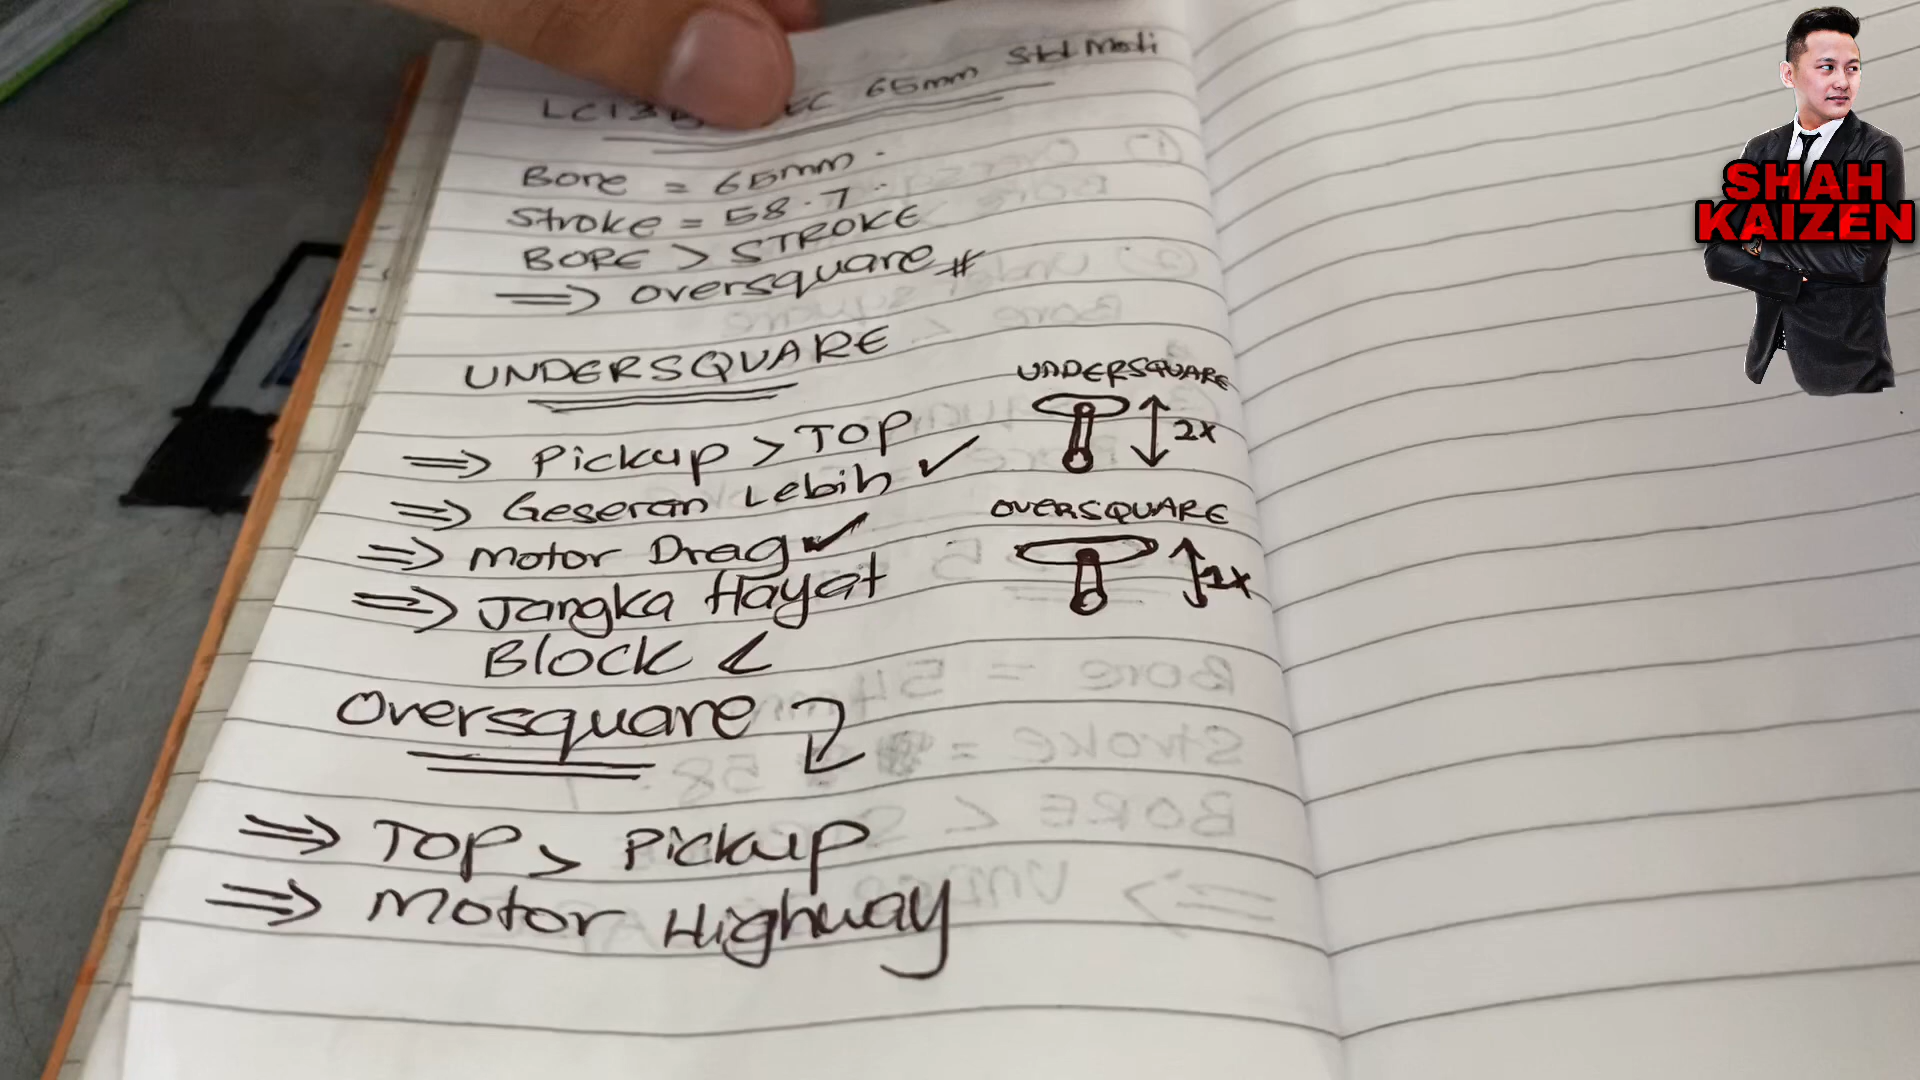 LC13 65mm Std Modi
Bore = 65mm.
Stroke = 58.7
BORE > STROKE
⇒ oversquare #
UNDERSQUARE
⇒ Pickup > TOP
⇒ Geseran Lebih ✓
⇒ Motor Drag ✓
⇒ Jangka Hayat
Block <
Oversquare
⇒ TOP > Pickup
⇒ Motor Highway
UNDERSQUARE
2x
OVERSQUARE
1x
SHAH
KAIZEN